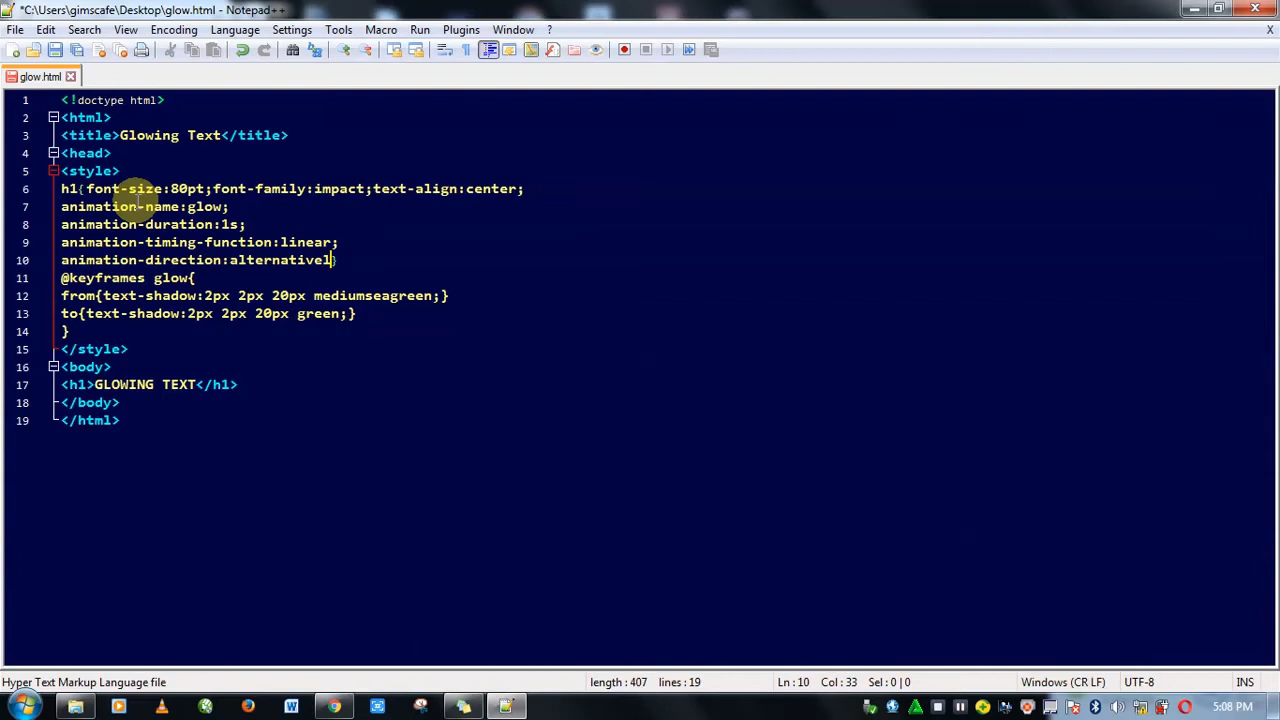 *C:\Users\gimscafe\Desktop\glow.html - Notepad++
File Edit Search View Encoding Language Settings Tools Macro Run Plugins Window ? X
glow.html
1 <!doctype html>
2 <html>
3 <title>Glowing Text</title>
4 <head>
5 <style>
6 h1{font-size:80pt;font-family:impact;text-align:center;
7 animation-name:glow;
8 animation-duration:1s;
9 animation-timing-function:linear;
10 animation-direction:alternativel}
11 @keyframes glow{
12 from{text-shadow:2px 2px 20px mediumseagreen;}
13 to{text-shadow:2px 2px 20px green;}
14 }
15 </style>
16 <body>
17 <h1>GLOWING TEXT</h1>
18 </body>
19 </html>
Hyper Text Markup Language file length : 407 lines : 19 Ln : 10 Col : 33 Sel : 0 | 0 Windows (CR LF) UTF-8 INS
5:08 PM